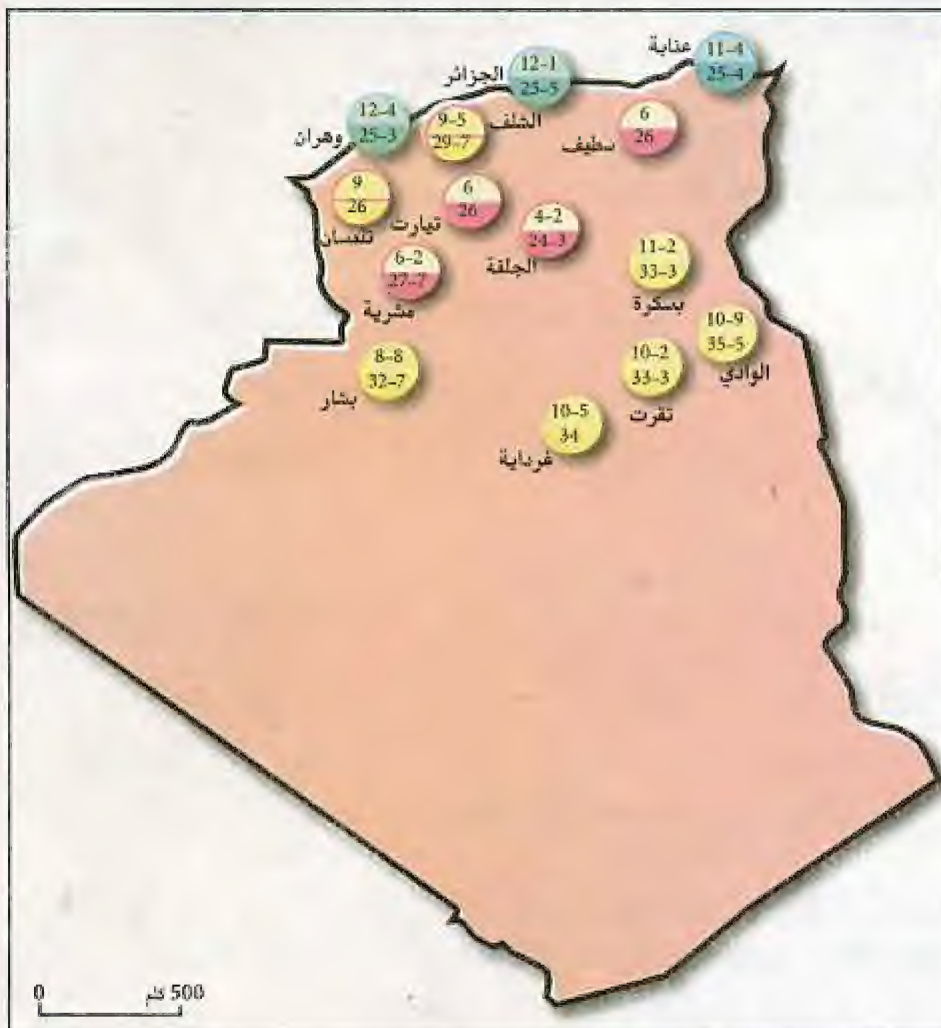 عنابة
11-4
25-4
الجزائر
12-1
25-5
وهران
12-4
25-3
الشلف
9-5
29-7
سطيف
6
26
تلمسان
9
26
تيارت
6
26
الجلفة
4-2
24-3
مشرية
6-2
27-7
بسكرة
11-2
33-3
الوادي
10-9
35-5
تقرت
10-2
33-3
بشار
8-8
32-7
غرداية
10-5
34
0 500 كلم